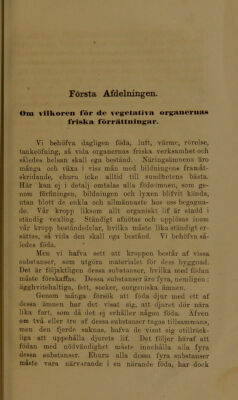 Första Afdelningen.
Om vilkoren för de vegetativa organernas
friska förrättningar.
Vi behöfva dagligen föda, luft, värme, rörelse,
tankeöfning, så vida organernas friska verksamhet och
således helsan skall ega bestånd. Näringsämnena äro
många och växa i viss mån med bildningens framåt-
skridande, ehuru icke alltid till sundhetens bästa.
Här kan ej i detalj omtalas alla födoämnen, som ge-
nom förfiningen, bildningen och lyxen blifvit kända,
utan blott de enkla och allmännaste hos oss begagna-
de. Vår kropp liksom allt organiskt lif är stadd i
ständig vexling. Ständigt afnötas och upplösas inom
vår kropp beståndsdelar, hvilka måste lika ständigt er-
sättas, så vida den skall ega bestånd. Vi behöfva så-
ledes föda.
Men vi hafva sett att kroppen består af vissa
substanser, som utgöra materialet för dess byggnad.
Det är följaktligen dessa substanser, hvilka med födan
måste förskaffas. Dessa substanser äro fyra, nemligen:
ägghvitehaltiga, fett, socker, oorganiska ämnen.
Genom många försök att föda djur med ett af
dessa ämnen har det visat sig, att djuret dör nära
lika fort, som då det ej erhåller någon föda. Äfven
om två eller tre af dessa substanser tagas tillsammans,
men den fjerde saknas, hafva de visat sig otillräck-
liga att uppehålla djurets lif. Det följer häraf att
födan med nödvändighet måste innehålla alla fyra
dessa substanser. Ehuru alla dessa fyra substanser
måste vara närvarande i en närande föda, har dock